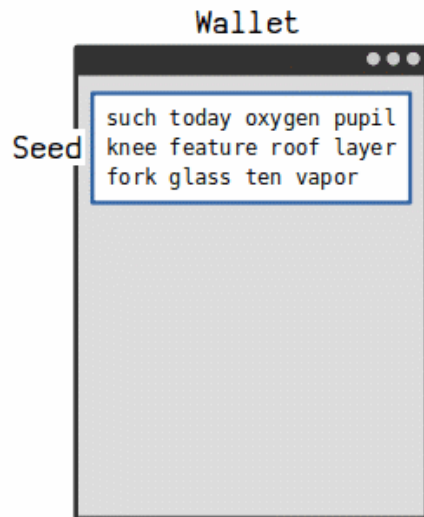 Wallet
Seed
such today oxygen pupil
knee feature roof layer
fork glass ten vapor